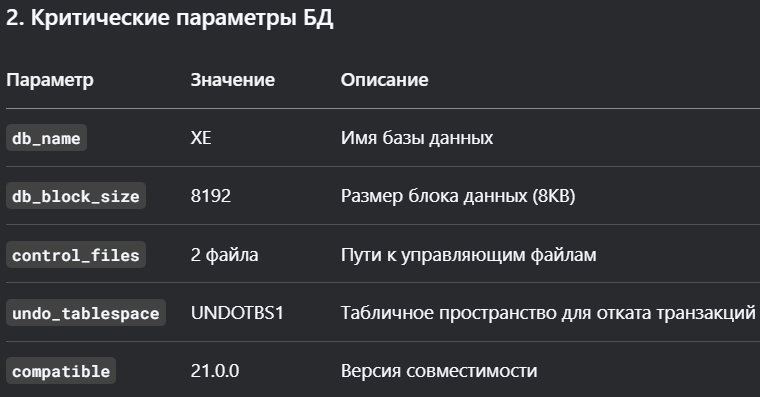 2. Критические параметры БД
Параметр Значение Описание
db_name XE Имя базы данных
db_block_size 8192 Размер блока данных (8KB)
control_files 2 файла Пути к управляющим файлам
undo_tablespace UNDOTBS1 Табличное пространство для отката транзакций
compatible 21.0.0 Версия совместимости